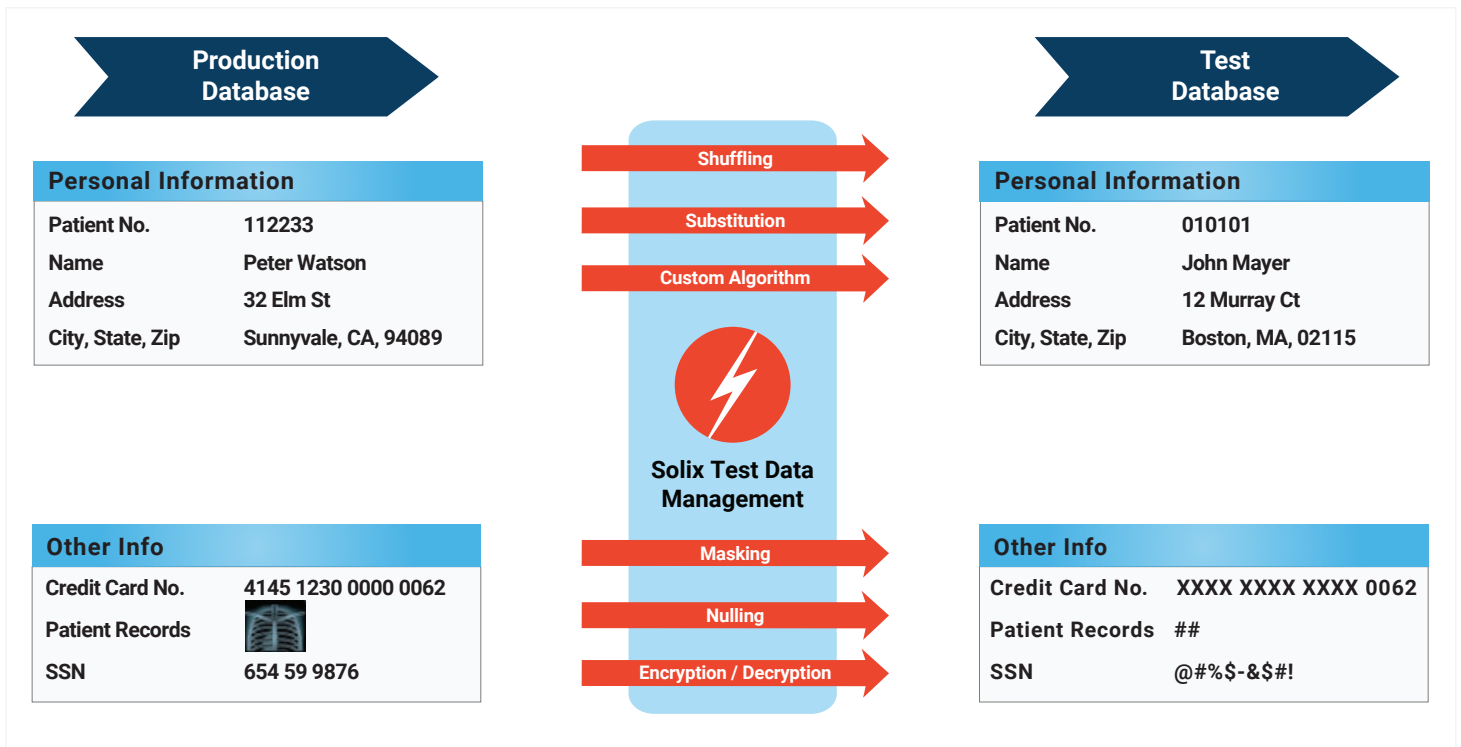 Production
Database
Test
Database
Personal Information
Patient No. 112233
Name Peter Watson
Address 32 Elm St
City, State, Zip Sunnyvale, CA, 94089
Shuffling
Substitution
Custom Algorithm
Solix Test Data
Management
Personal Information
Patient No. 010101
Name John Mayer
Address 12 Murray Ct
City, State, Zip Boston, MA, 02115
Other Info
Credit Card No. 4145 1230 0000 0062
Patient Records
SSN 654 59 9876
Masking
Nulling
Encryption / Decryption
Other Info
Credit Card No. XXXX XXXX XXXX 0062
Patient Records ##
SSN @#%$-&$#!